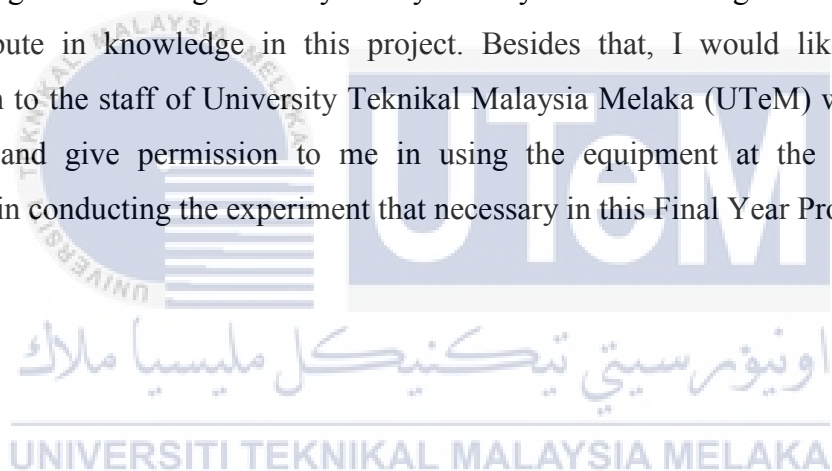 bute in knowledge in this project. Besides that, I would lik
to the staff of University Teknikal Malaysia Melaka (UTeM) w
and give permission to me in using the equipment at the
in conducting the experiment that necessary in this Final Year Pro
UTeM
اونيۏرسيتي تيكنيكل مليسيا ملاك
UNIVERSITI TEKNIKAL MALAYSIA MELAKA